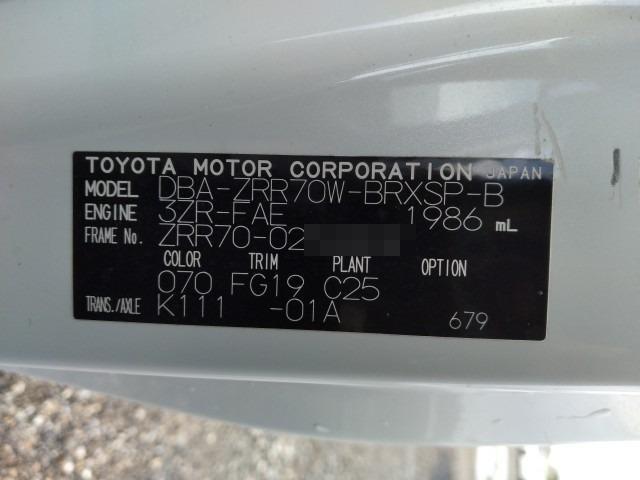 TOYOTA MOTOR CORPORATION JAPAN
MODEL DBA-ZRR70W-BRXSP-B
ENGINE 3ZR-FAE 1986 mL
FRAME No. ZRR70-02
COLOR TRIM PLANT OPTION
070 FG19 C25
TRANS./AXLE K111 -01A
679